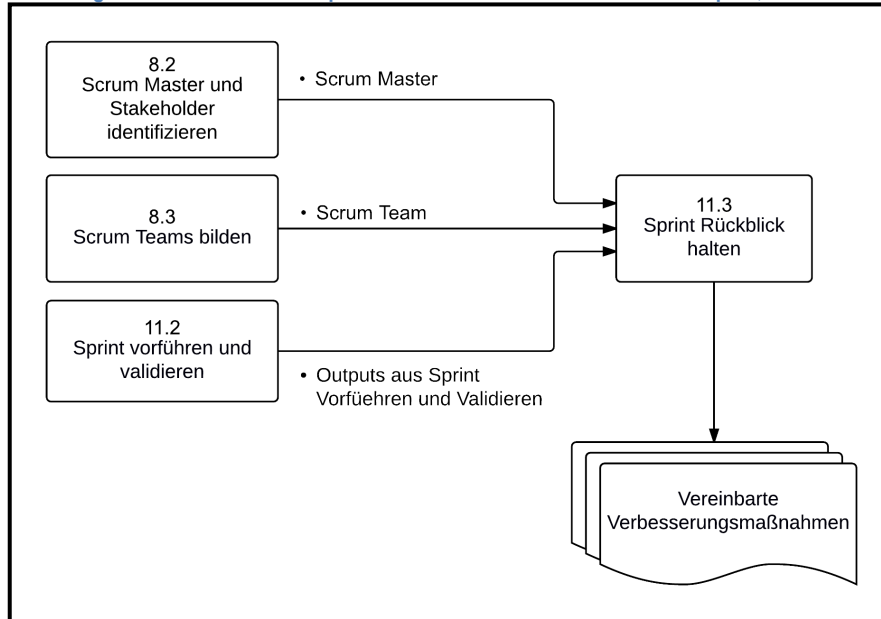 8.2
Scrum Master und
Stakeholder
identifizieren
• Scrum Master
8.3
Scrum Teams bilden
• Scrum Team
11.3
Sprint Rückblick
halten
11.2
Sprint vorführen und
validieren
• Outputs aus Sprint
Vorfüehren und Validieren
Vereinbarte
Verbesserungsmaßnahmen